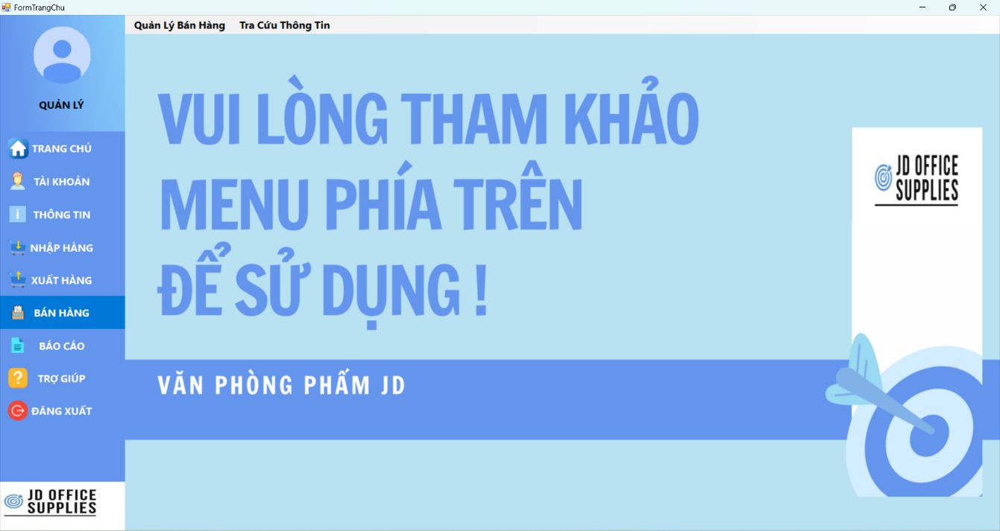 FormTrangChu
Quản Lý Bán Hàng Tra Cứu Thông Tin
QUẢN LÝ
TRANG CHỦ
TÀI KHOẢN
THÔNG TIN
NHẬP HÀNG
XUẤT HÀNG
BÁN HÀNG
BÁO CÁO
TRỢ GIÚP
ĐĂNG XUẤT
JD OFFICE
SUPPLIES
VUI LÒNG THAM KHẢO
MENU PHÍA TRÊN
ĐỂ SỬ DỤNG !
VĂN PHÒNG PHẨM JD
JD OFFICE
SUPPLIES